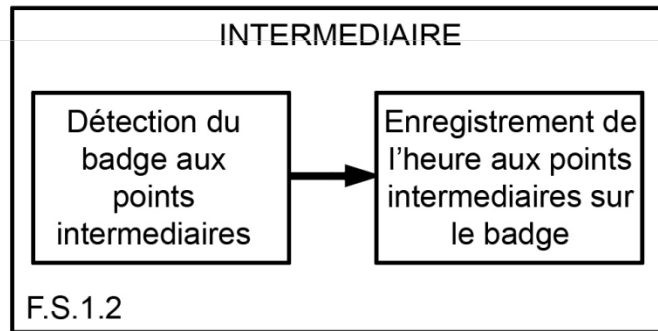 INTERMEDIAIRE
Détection du
badge aux
points
intermediaires
Enregistrement de
l'heure aux points
intermediaires sur
le badge
F.S.1.2